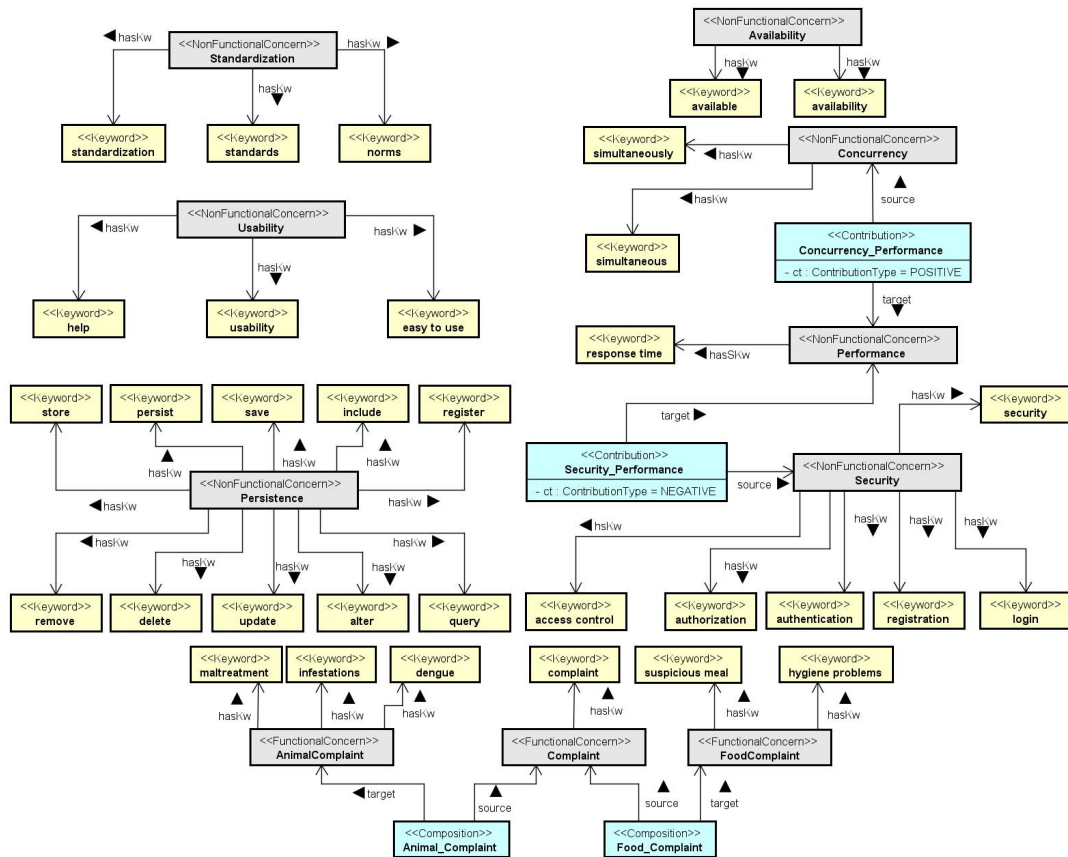 <<NonFunctionalConcern>>
Standardization
hasKw
hasKw
hasKw
<<Keyword>>
standardization
<<Keyword>>
standards
<<Keyword>>
norms
<<NonFunctionalConcern>>
Availability
hasKw
hasKw
<<Keyword>>
available
<<Keyword>>
availability
<<Keyword>>
simultaneously
hasKw
<<NonFunctionalConcern>>
Concurrency
hasKw
source
<<Keyword>>
simultaneous
<<Contribution>>
Concurrency_Performance
- ct : ContributionType = POSITIVE
target
<<NonFunctionalConcern>>
Usability
hasKw
hasKw
hasKw
<<Keyword>>
help
<<Keyword>>
usability
<<Keyword>>
easy to use
<<Keyword>>
response time
hasSKw
<<NonFunctionalConcern>>
Performance
<<Keyword>>
store
<<Keyword>>
persist
<<Keyword>>
save
<<Keyword>>
include
<<Keyword>>
register
hasKw
hasKw
hasKw
<<NonFunctionalConcern>>
Persistence
hasKw
hasKw
hasKw
hasKw
hasKw
hasKw
hasKw
<<Keyword>>
remove
<<Keyword>>
delete
<<Keyword>>
update
<<Keyword>>
alter
<<Keyword>>
query
target
hasKw
<<Keyword>>
security
<<Contribution>>
Security_Performance
- ct : ContributionType = NEGATIVE
source
<<NonFunctionalConcern>>
Security
hsKw
hasKw
hasKw
hasKw
hasKw
<<Keyword>>
access control
<<Keyword>>
authorization
<<Keyword>>
authentication
<<Keyword>>
registration
<<Keyword>>
login
<<Keyword>>
maltreatment
<<Keyword>>
infestations
<<Keyword>>
dengue
<<Keyword>>
complaint
<<Keyword>>
suspicious meal
<<Keyword>>
hygiene problems
hasKw
hasKw
hasKw
hasKw
hasKw
hasKw
<<FunctionalConcern>>
AnimalComplaint
<<FunctionalConcern>>
Complaint
<<FunctionalConcern>>
FoodComplaint
target
source
source
target
<<Composition>>
Animal_Complaint
<<Composition>>
Food_Complaint